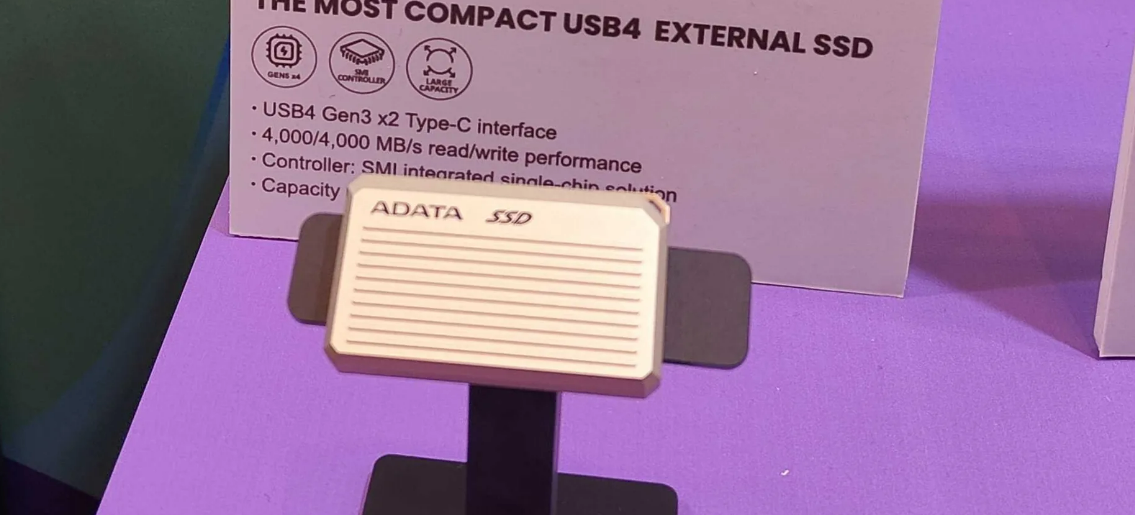 THE MOST COMPACT USB4 EXTERNAL SSD
GEN5 x4
SMI
CONTROLLER
LARGE
CAPACITY
· USB4 Gen3 x2 Type-C interface
· 4,000/4,000 MB/s read/write performance
· Controller: SMI integrated single-chip solution
· Capacity
ADATA SSD